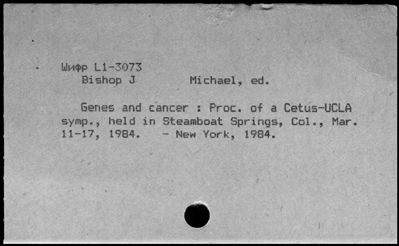 Шифр L1-3073
Bishop J Michael, ed.
Genes and cancer : Proc. of a Cetus-UCLA
symp., held in Steamboat Springs, Col., Mar.
11-17, 1984. - New York, 1984.